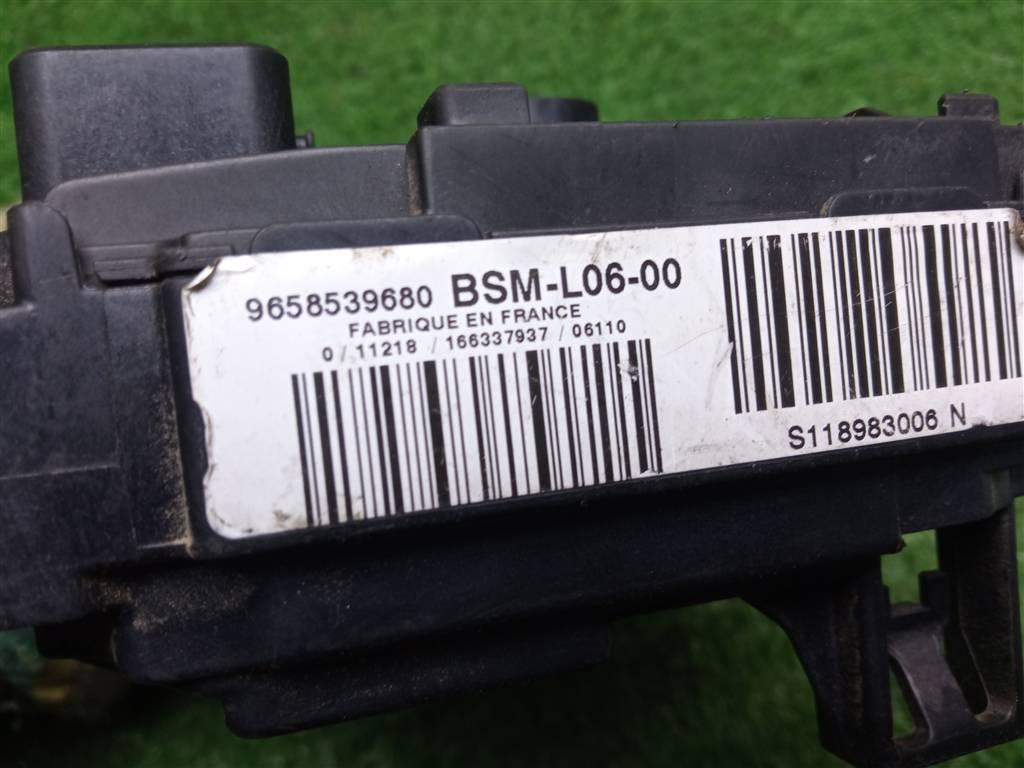 9658539680 BSM-L06-00
FABRIQUE EN FRANCE
0 / 11218 / 166337937 / 06110
S118983006 N